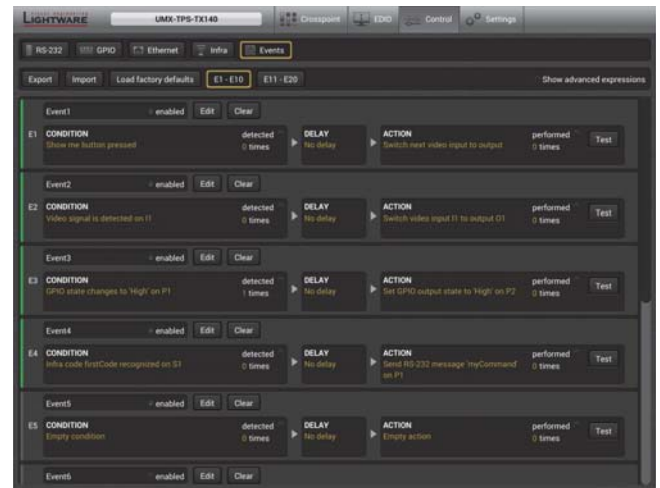 LIGHTWARE
UMX-TPS-TX140
Crosspoint
EDID
Control
Settings
RS-232
GPIO
Ethernet
Infra
Events
Export
Import
Load factory defaults
E1 - E10
E11 - E20
Show advanced expressions
Event1 enabled Edit Clear
E1 CONDITION detected DELAY ACTION performed Test
Show me button pressed 0 times No delay Switch next video input to output 0 times
Event2 enabled Edit Clear
E2 CONDITION detected DELAY ACTION performed Test
Video signal is detected on I1 0 times No delay Switch video input I1 to output O1 0 times
Event3 enabled Edit Clear
E3 CONDITION detected DELAY ACTION performed Test
GPIO state changes to 'High' on P1 1 times No delay Set GPIO output state to 'High' on P2 0 times
Event4 enabled Edit Clear
E4 CONDITION detected DELAY ACTION performed Test
Infra code firstCode recognized on S1 0 times No delay Send RS-232 message 'myCommand' 0 times
on P1
Event5 enabled Edit Clear
E5 CONDITION detected DELAY ACTION performed Test
Empty condition 0 times No delay Empty action 0 times
Event6 enabled Edit Clear